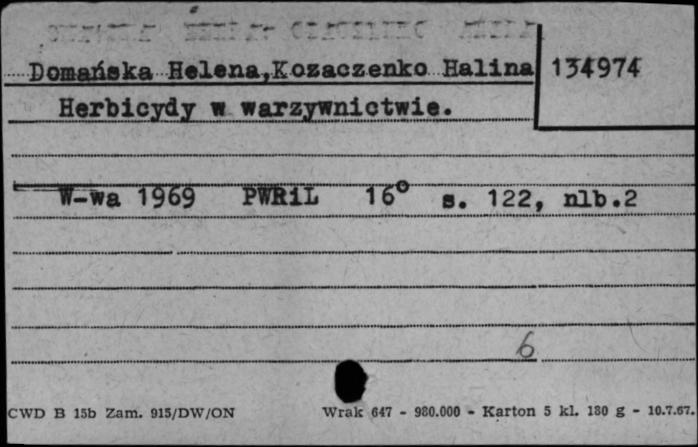 Domańska Helena,Kozaczenko Halina 134974
Herbicydy w warzywnictwie.
W-wa 1969 PWRiL 16° s. 122, nlb.2
6
CWD B 15b Zam. 915/DW/ON Wrak 647 - 980.000 - Karton 5 kl. 180 g - 10.7.67.